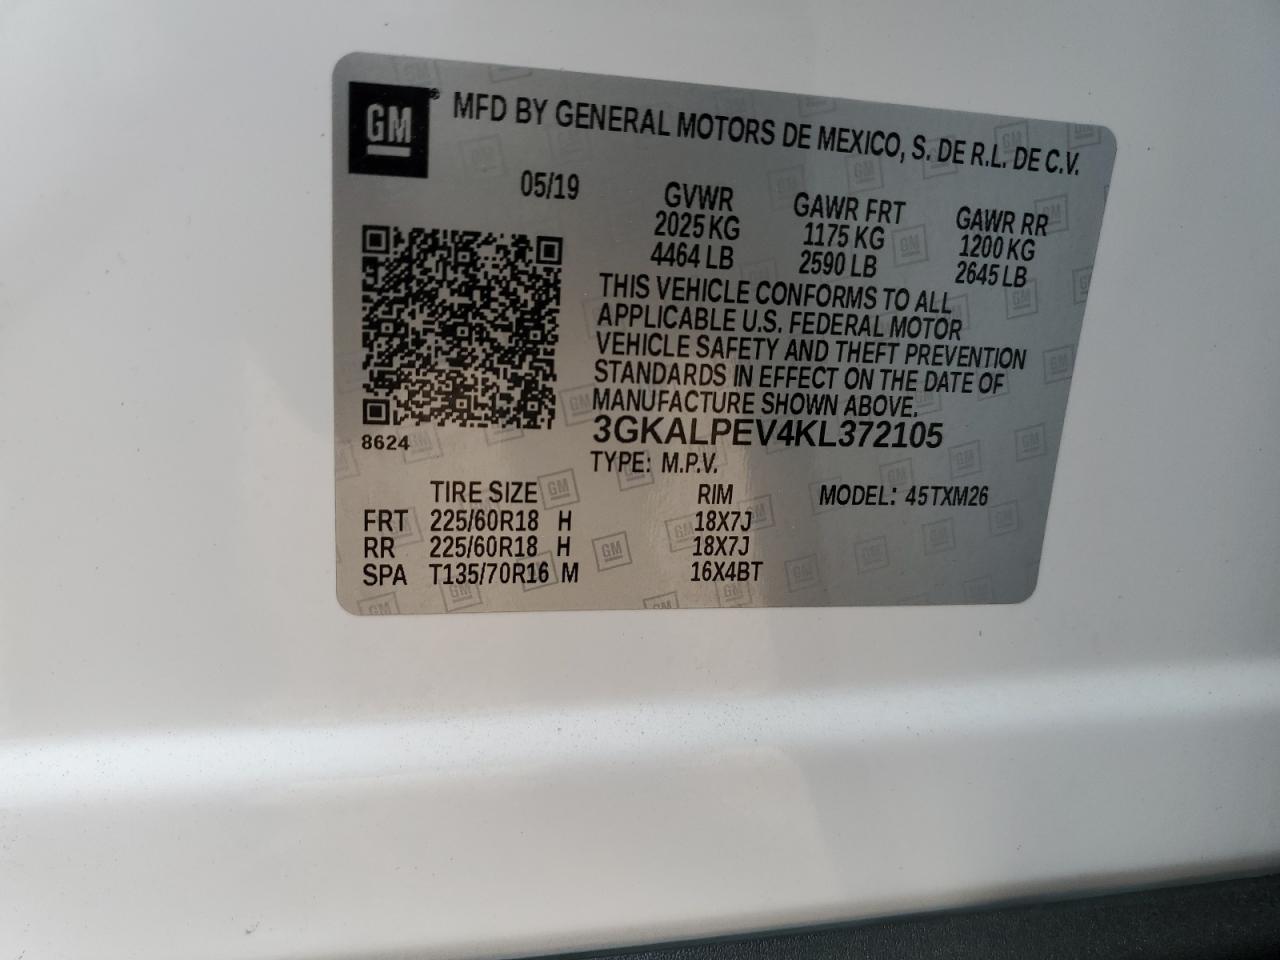 GM ® MFD BY GENERAL MOTORS DE MEXICO, S. DE R.L. DE C.V.
05/19 GVWR GAWR FRT GAWR RR
2025 KG 1175 KG 1200 KG
4464 LB 2590 LB 2645 LB
THIS VEHICLE CONFORMS TO ALL
APPLICABLE U.S. FEDERAL MOTOR
VEHICLE SAFETY AND THEFT PREVENTION
STANDARDS IN EFFECT ON THE DATE OF
MANUFACTURE SHOWN ABOVE.
8624
3GKALPEV4KL372105
TYPE: M.P.V.
TIRE SIZE RIM MODEL: 45TXM26
FRT 225/60R18 H 18X7J
RR 225/60R18 H 18X7J
SPA T135/70R16 M 16X4BT